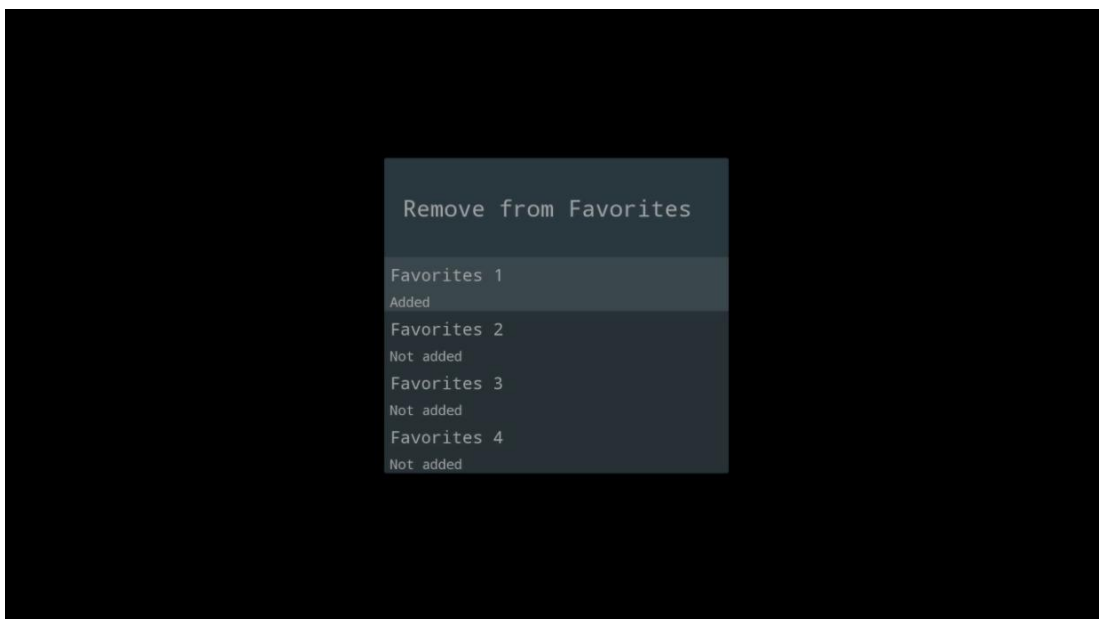 Remove from Favorites
Favorites 1
Added
Favorites 2
Not added
Favorites 3
Not added
Favorites 4
Not added